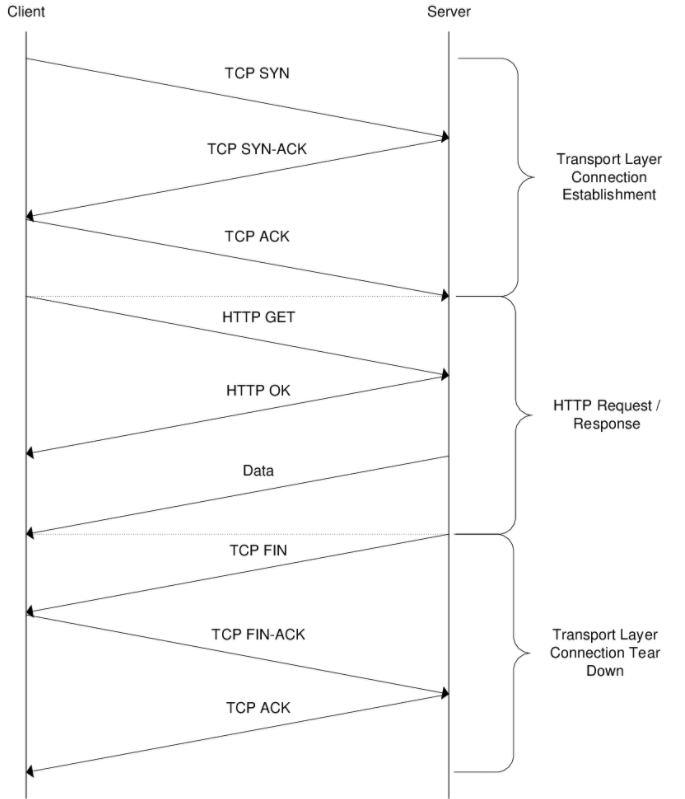 Client
Server
TCP SYN
TCP SYN-ACK
Transport Layer
Connection
Establishment
TCP ACK
HTTP GET
HTTP OK
HTTP Request /
Response
Data
TCP FIN
TCP FIN-ACK
Transport Layer
Connection Tear
Down
TCP ACK